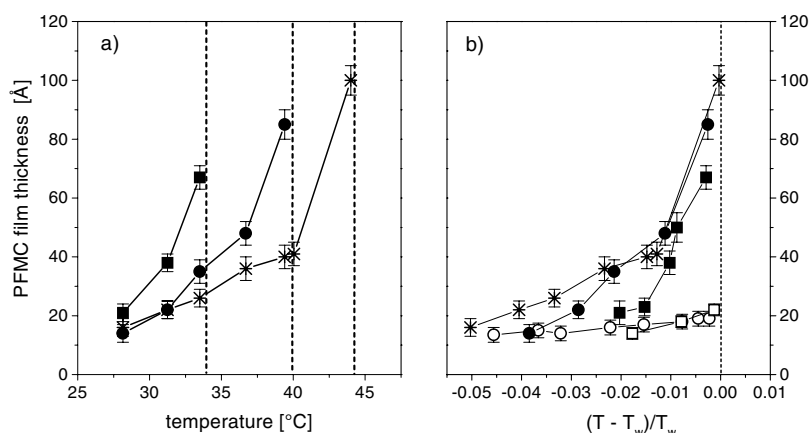 a)
b)
PFMC film thickness [Å]
120
100
80
60
40
20
0
25 30 35 40 45
temperature [°C]
120
100
80
60
40
20
0
-0.05 -0.04 -0.03 -0.02 -0.01 0.00 0.01
(T - Tw)/Tw